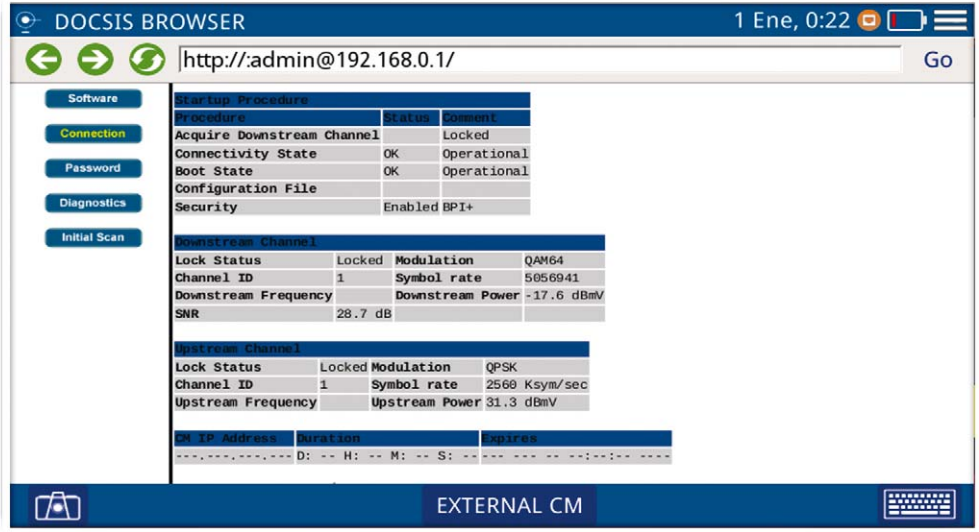 DOCSIS BROWSER 1 Ene, 0:22
http://:admin@192.168.0.1/ Go
Software
Connection
Password
Diagnostics
Initial Scan
Startup Procedure
Procedure Status Comment
Acquire Downstream Channel Locked
Connectivity State OK Operational
Boot State OK Operational
Configuration File
Security Enabled BPI+
Downstream Channel
Lock Status Locked Modulation QAM64
Channel ID 1 Symbol rate 5056941
Downstream Frequency Downstream Power -17.6 dBmV
SNR 28.7 dB
Upstream Channel
Lock Status Locked Modulation QPSK
Channel ID 1 Symbol rate 2560 Ksym/sec
Upstream Frequency Upstream Power 31.3 dBmV
CM IP Address Duration Expires
---.---.---.--- D: -- H: -- M: -- S: -- --- --- -- --:--:-- ----
EXTERNAL CM